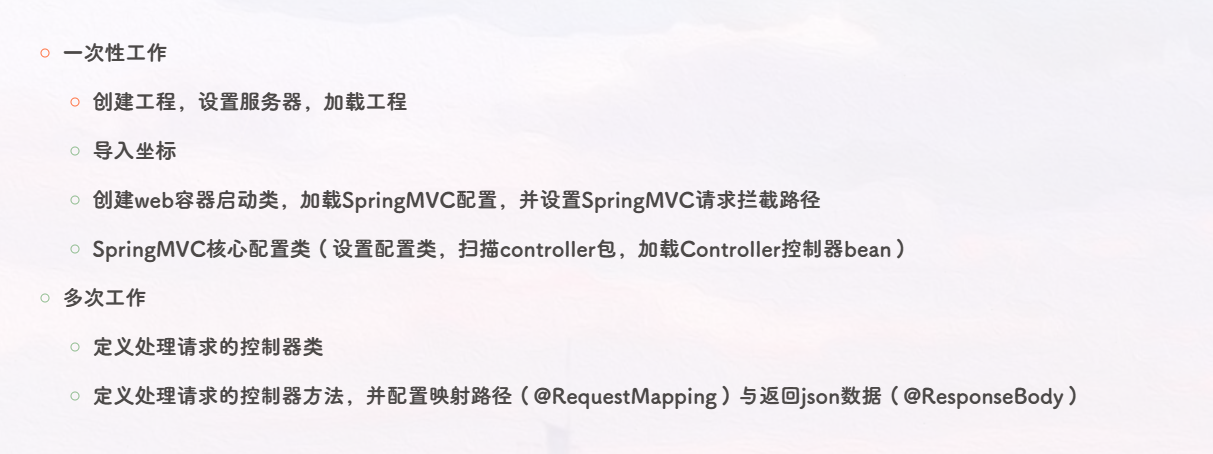 一次性工作
创建工程，设置服务器，加载工程
导入坐标
创建web容器启动类，加载SpringMVC配置，并设置SpringMVC请求拦截路径
SpringMVC核心配置类（设置配置类，扫描controller包，加载Controller控制器bean）
多次工作
定义处理请求的控制器类
定义处理请求的控制器方法，并配置映射路径（@RequestMapping）与返回json数据（@ResponseBody）